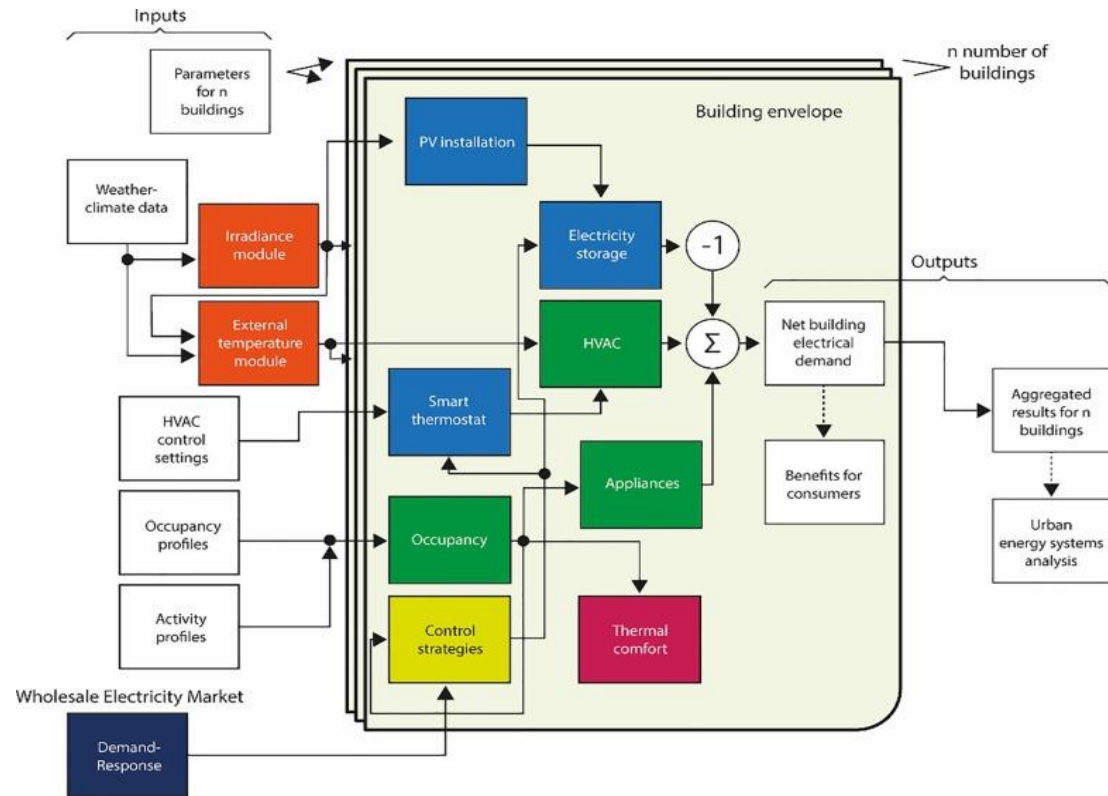 Inputs
Parameters
for n
buildings
n number of
buildings
Building envelope
PV installation
Weather-
climate data
Irradiance
module
Electricity
storage
-1
Outputs
External
temperature
module
HVAC
Σ
Net building
electrical
demand
Smart
thermostat
Aggregated
results for n
buildings
HVAC
control
settings
Appliances
Benefits for
consumers
Occupancy
profiles
Occupancy
Urban
energy systems
analysis
Activity
profiles
Control
strategies
Thermal
comfort
Wholesale Electricity Market
Demand-
Response